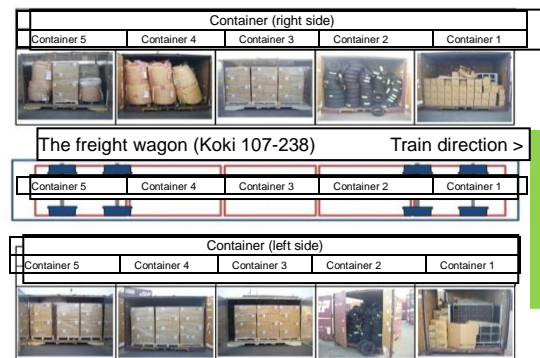 Container (right side)
Container 5 Container 4 Container 3 Container 2 Container 1
The freight wagon (Koki 107-238) Train direction >
Container 5 Container 4 Container 3 Container 2 Container 1
Container (left side)
Container 5 Container 4 Container 3 Container 2 Container 1